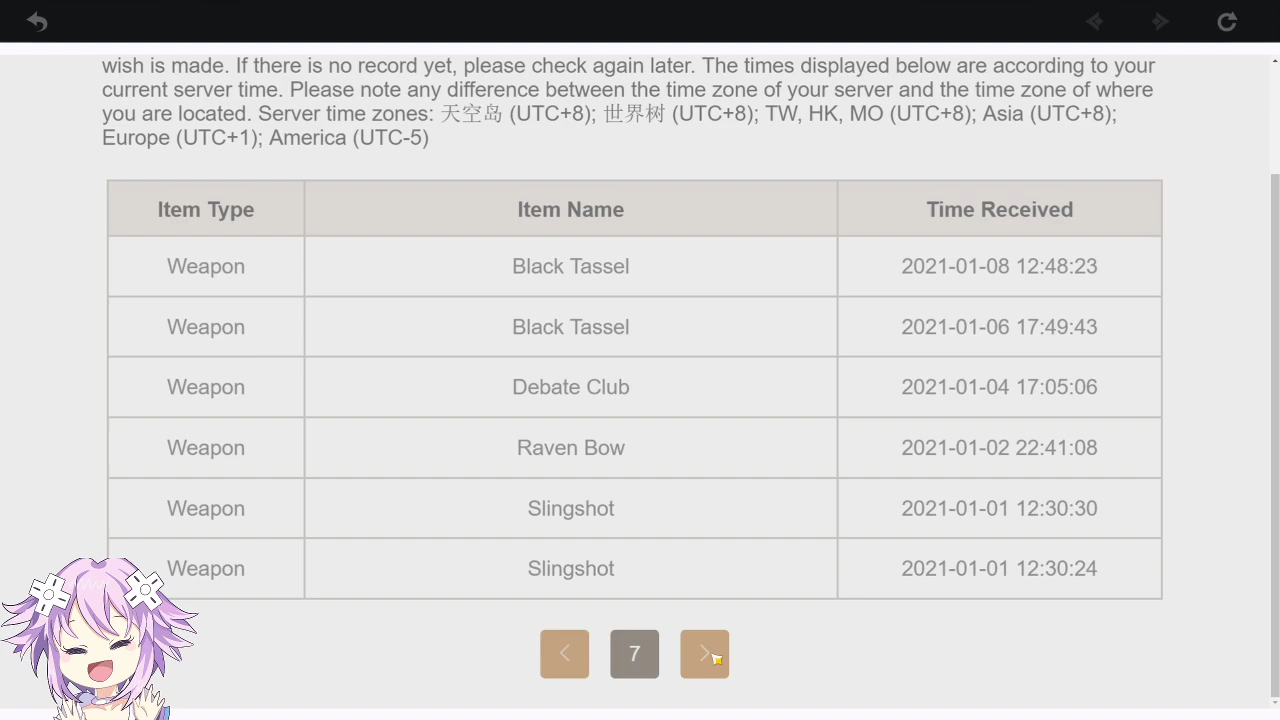 wish is made. If there is no record yet, please check again later. The times displayed below are according to your
current server time. Please note any difference between the time zone of your server and the time zone of where
you are located. Server time zones: 天空岛 (UTC+8); 世界树 (UTC+8); TW, HK, MO (UTC+8); Asia (UTC+8);
Europe (UTC+1); America (UTC-5)
Item Type Item Name Time Received
Weapon Black Tassel 2021-01-08 12:48:23
Weapon Black Tassel 2021-01-06 17:49:43
Weapon Debate Club 2021-01-04 17:05:06
Weapon Raven Bow 2021-01-02 22:41:08
Weapon Slingshot 2021-01-01 12:30:30
Weapon Slingshot 2021-01-01 12:30:24
7